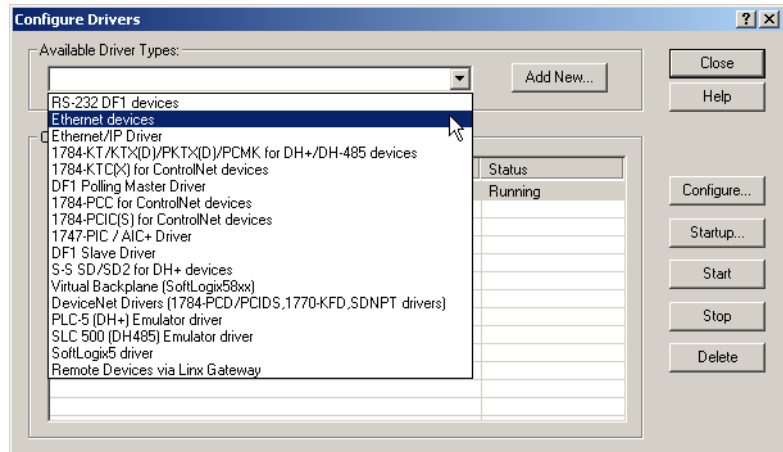 Configure Drivers
Available Driver Types:
Add New...
Close
Help
RS-232 DF1 devices
Ethernet devices
Ethernet/IP Driver
1784-KT/KTX(D)/PKTX(D)/PCMK for DH+/DH-485 devices
1784-KTC(X) for ControlNet devices
DF1 Polling Master Driver
1784-PCC for ControlNet devices
1784-PCIC(S) for ControlNet devices
1747-PIC / AIC+ Driver
DF1 Slave Driver
S-S SD/SD2 for DH+ devices
Virtual Backplane (SoftLogix58xx)
DeviceNet Drivers (1784-PCD/PCIDS,1770-KFD,SDNPT drivers)
PLC-5 (DH+) Emulator driver
SLC 500 (DH485) Emulator driver
SoftLogix5 driver
Remote Devices via Linx Gateway
Status
Running
Configure...
Startup...
Start
Stop
Delete